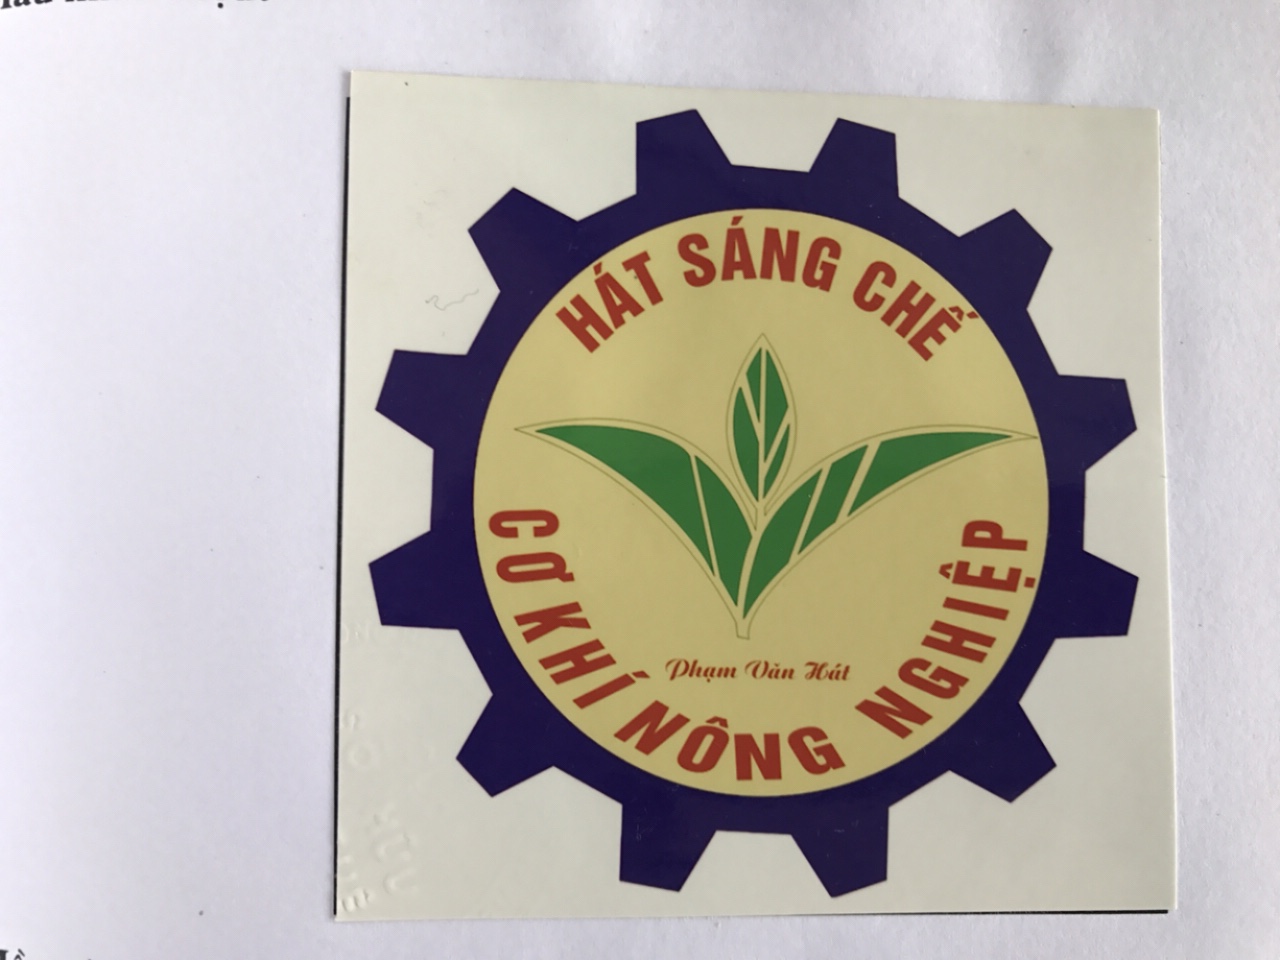 HÁT SÁNG CHẾ
Phạm Văn Hát
CƠ KHÍ NÔNG NGHIỆP